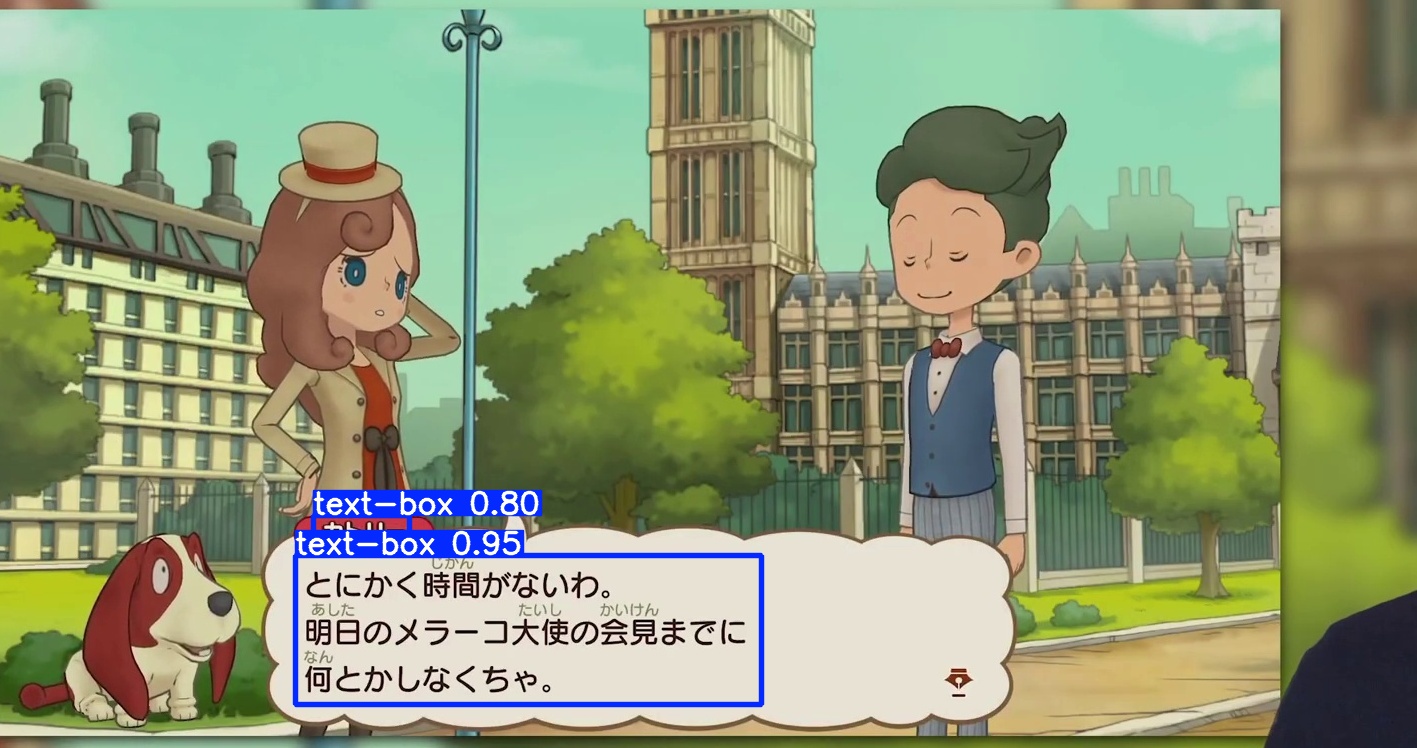 text-box 0.80
text-box 0.95
とにかく時間がないわ。
明日のメラーコ大使の会見までに
何とかしなくちゃ。